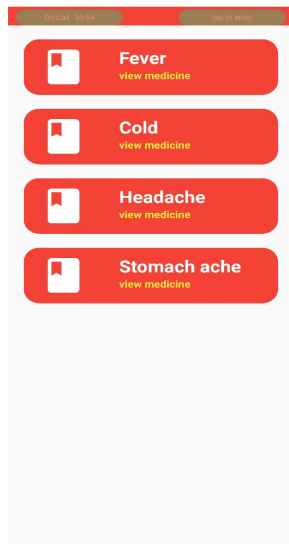 On Call 39:54
tap to enter
Fever
view medicine
Cold
view medicine
Headache
view medicine
Stomach ache
view medicine